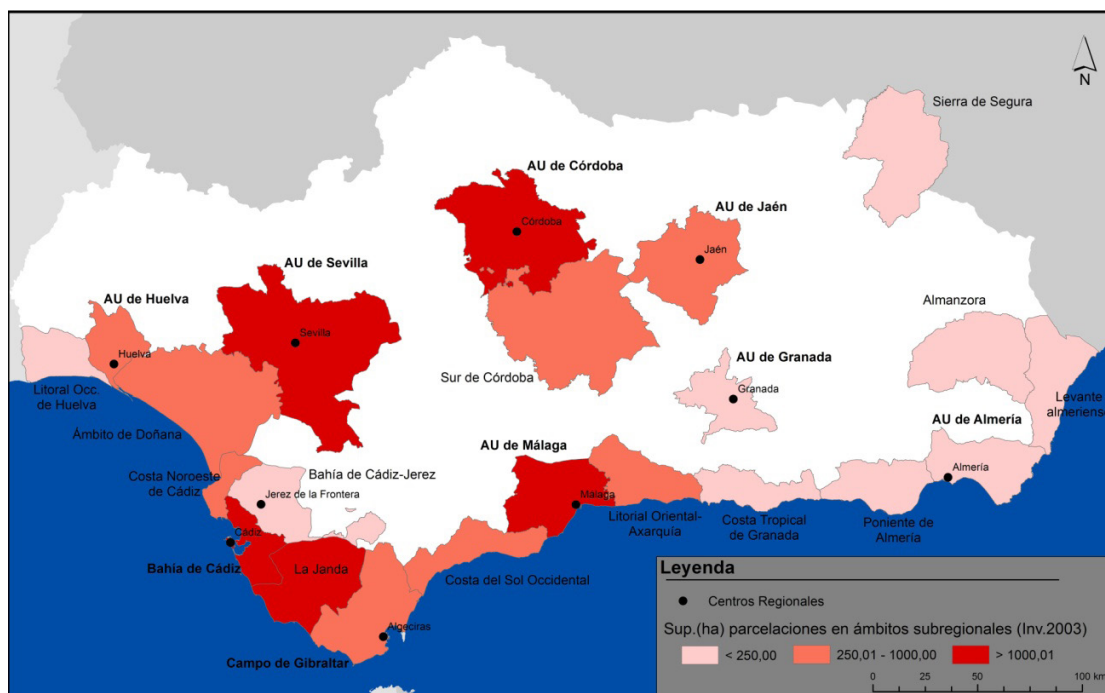 N
Sierra de Segura
AU de Córdoba
Córdoba
AU de Jaén
Jaén
AU de Sevilla
Sevilla
AU de Huelva
Huelva
Almanzora
Litoral Occ.
de Huelva
Sur de Córdoba
AU de Granada
Granada
Levante
almeriense
Ámbito de Doñana
AU de Almería
Almería
AU de Málaga
Málaga
Costa Noroeste
de Cádiz
Bahía de Cádiz-Jerez
Jerez de la Frontera
Litorial Oriental-
Axarquía
Costa Tropical
de Granada
Poniente de
Almería
Cádiz
Bahía de Cádiz
La Janda
Costa del Sol Occidental
Algeciras
Campo de Gibraltar
Leyenda
Centros Regionales
Sup.(ha) parcelaciones en ámbitos subregionales (Inv.2003)
< 250,00 250,01 - 1000,00 > 1000,01
0 25 50 100 km